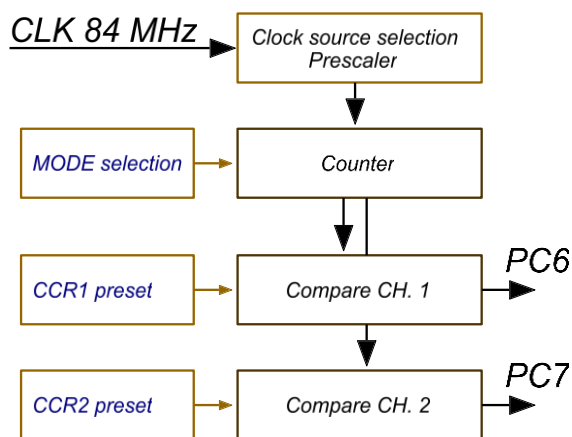 CLK 84 MHz
Clock source selection
Prescaler
MODE selection
Counter
CCR1 preset
Compare CH. 1
PC6
CCR2 preset
Compare CH. 2
PC7